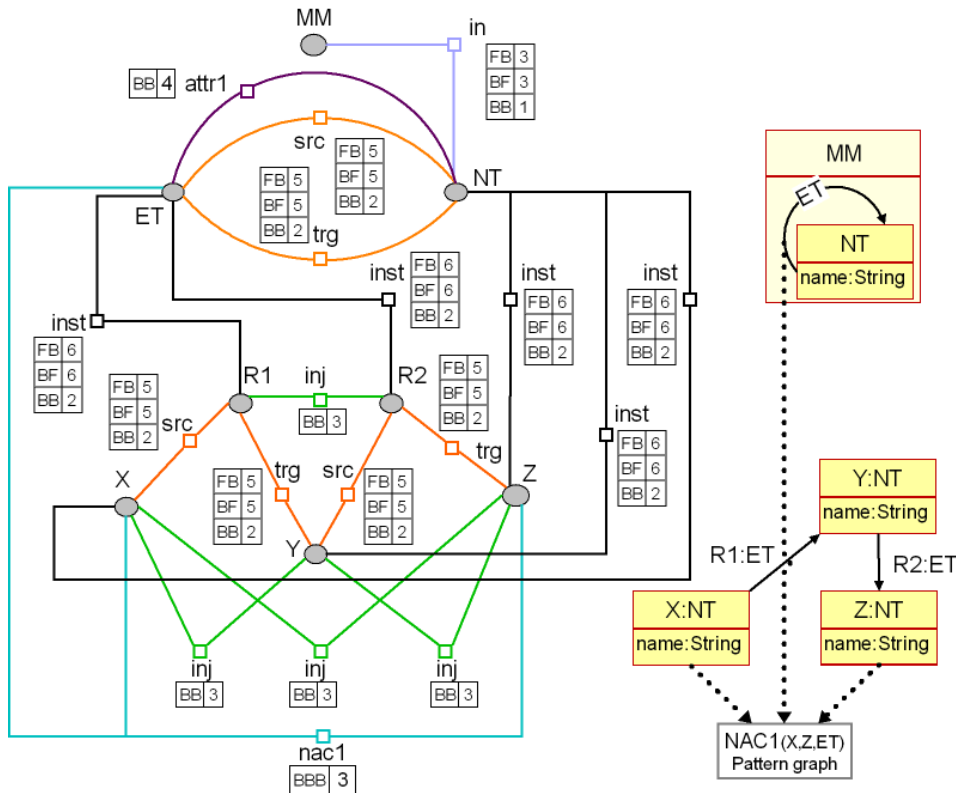 MM
in
FB 3
BF 3
BB 1
BB 4 attr1
src
FB 5
BF 5
BB 2
FB 5
BF 5
BB 2
trg
ET
NT
inst
FB 6
BF 6
BB 2
inst
FB 6
BF 6
BB 2
inst
FB 6
BF 6
BB 2
inst
FB 6
BF 6
BB 2
inst
FB 6
BF 6
BB 2
R1
inj
BB 3
R2
FB 5
BF 5
BB 2
trg
FB 5
BF 5
BB 2
src
X
trg
FB 5
BF 5
BB 2
src
FB 5
BF 5
BB 2
Z
Y
inj
BB 3
inj
BB 3
inj
BB 3
nac1
BBB 3
MM
ET
NT
name:String
Y:NT
name:String
R1:ET
R2:ET
X:NT
name:String
Z:NT
name:String
NAC1(X,Z,ET)
Pattern graph